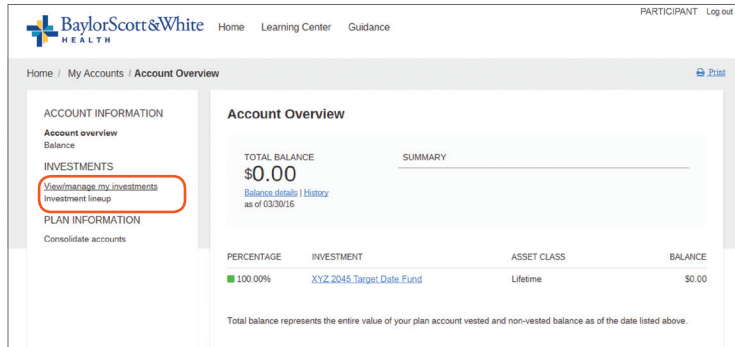 PARTICIPANT Log out
BaylorScott&White
HEALTH
Home Learning Center Guidance
Home / My Accounts / Account Overview
Print
ACCOUNT INFORMATION
Account overview
Balance
INVESTMENTS
View/manage my investments
Investment lineup
PLAN INFORMATION
Consolidate accounts
Account Overview
TOTAL BALANCE
$0.00
Balance details | History
as of 03/30/16
SUMMARY
PERCENTAGE INVESTMENT ASSET CLASS BALANCE
100.00% XYZ 2045 Target Date Fund Lifetime $0.00
Total balance represents the entire value of your plan account vested and non-vested balance as of the date listed above.